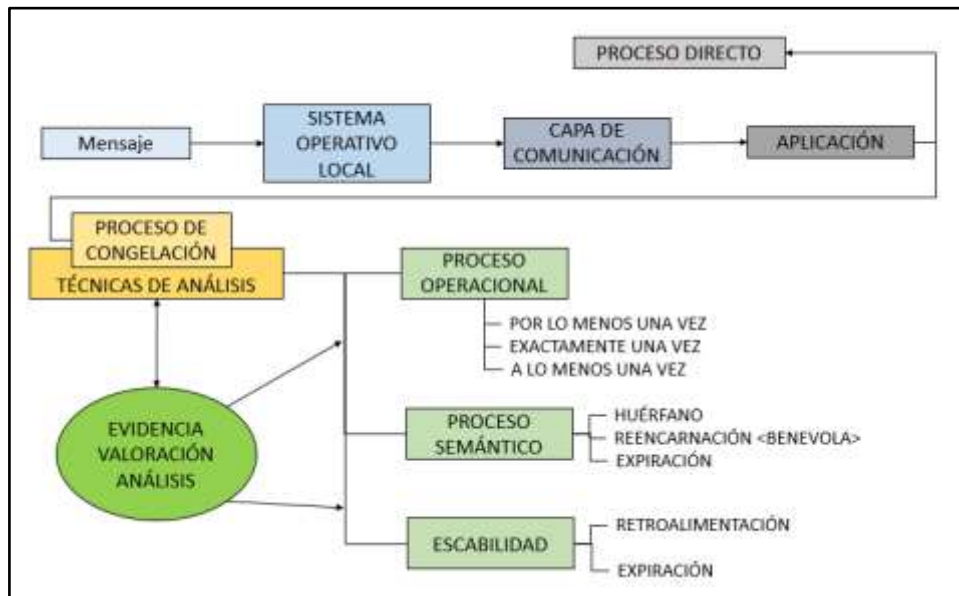 PROCESO DIRECTO
Mensaje
SISTEMA
OPERATIVO
LOCAL
CAPA DE
COMUNICACIÓN
APLICACIÓN
PROCESO DE
CONGELACIÓN
TÉCNICAS DE ANÁLISIS
PROCESO
OPERACIONAL
POR LO MENOS UNA VEZ
EXACTAMENTE UNA VEZ
A LO MENOS UNA VEZ
EVIDENCIA
VALORACIÓN
ANÁLISIS
PROCESO
SEMÁNTICO
HUÉRFANO
REENCARNACIÓN <BENEVOLA>
EXPIRACIÓN
ESCABILIDAD
RETROALIMENTACIÓN
EXPIRACIÓN